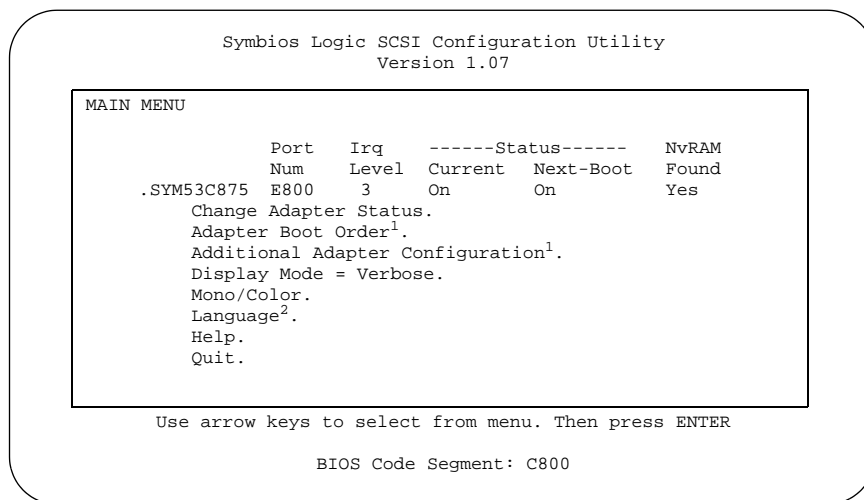 Symbios Logic SCSI Configuration Utility
Version 1.07
MAIN MENU
Port Irq ------Status------ NvRAM
Num Level Current Next-Boot Found
.SYM53C875 E800 3 On On Yes
Change Adapter Status.
Adapter Boot Order1.
Additional Adapter Configuration1.
Display Mode = Verbose.
Mono/Color.
Language2.
Help.
Quit.
Use arrow keys to select from menu. Then press ENTER
BIOS Code Segment: C800